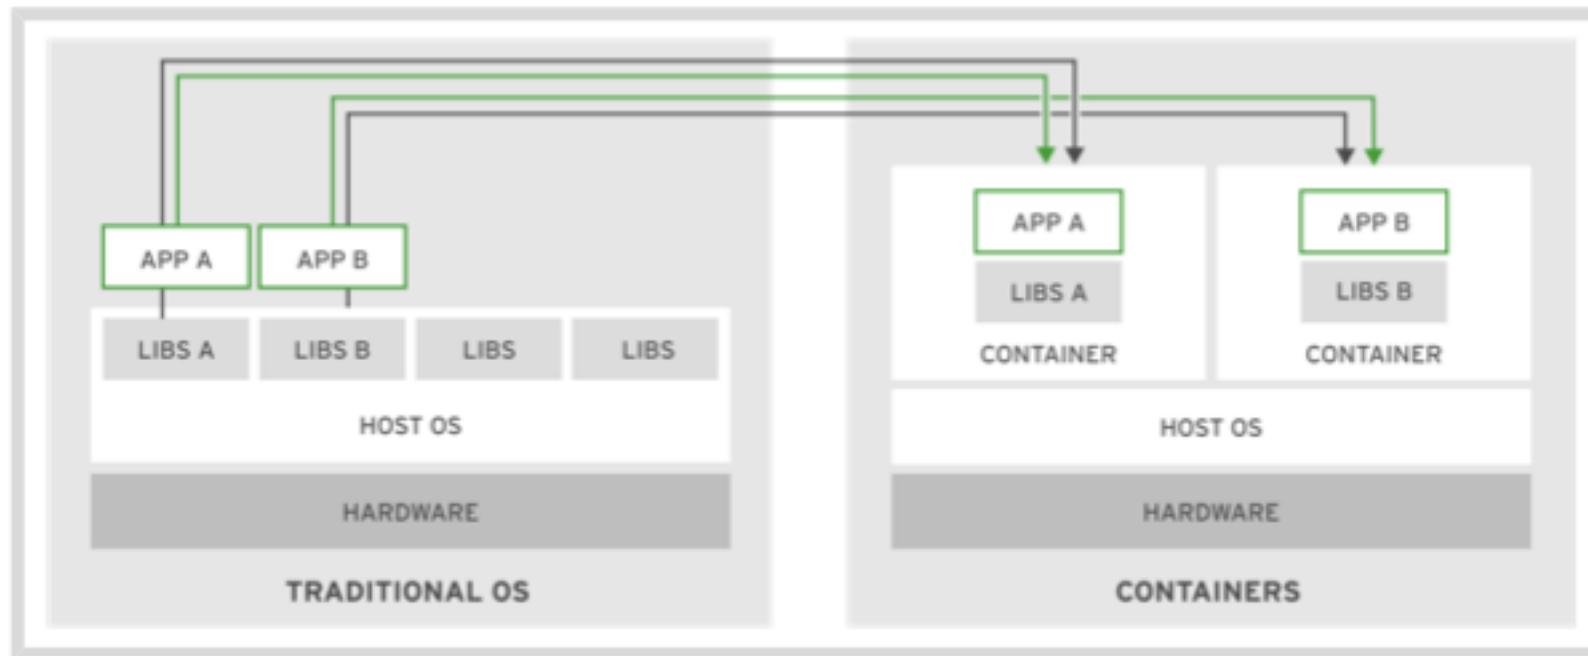 APP A
APP B
LIBS A
LIBS B
LIBS
LIBS
HOST OS
HARDWARE
TRADITIONAL OS
APP A
LIBS A
CONTAINER
APP B
LIBS B
CONTAINER
HOST OS
HARDWARE
CONTAINERS